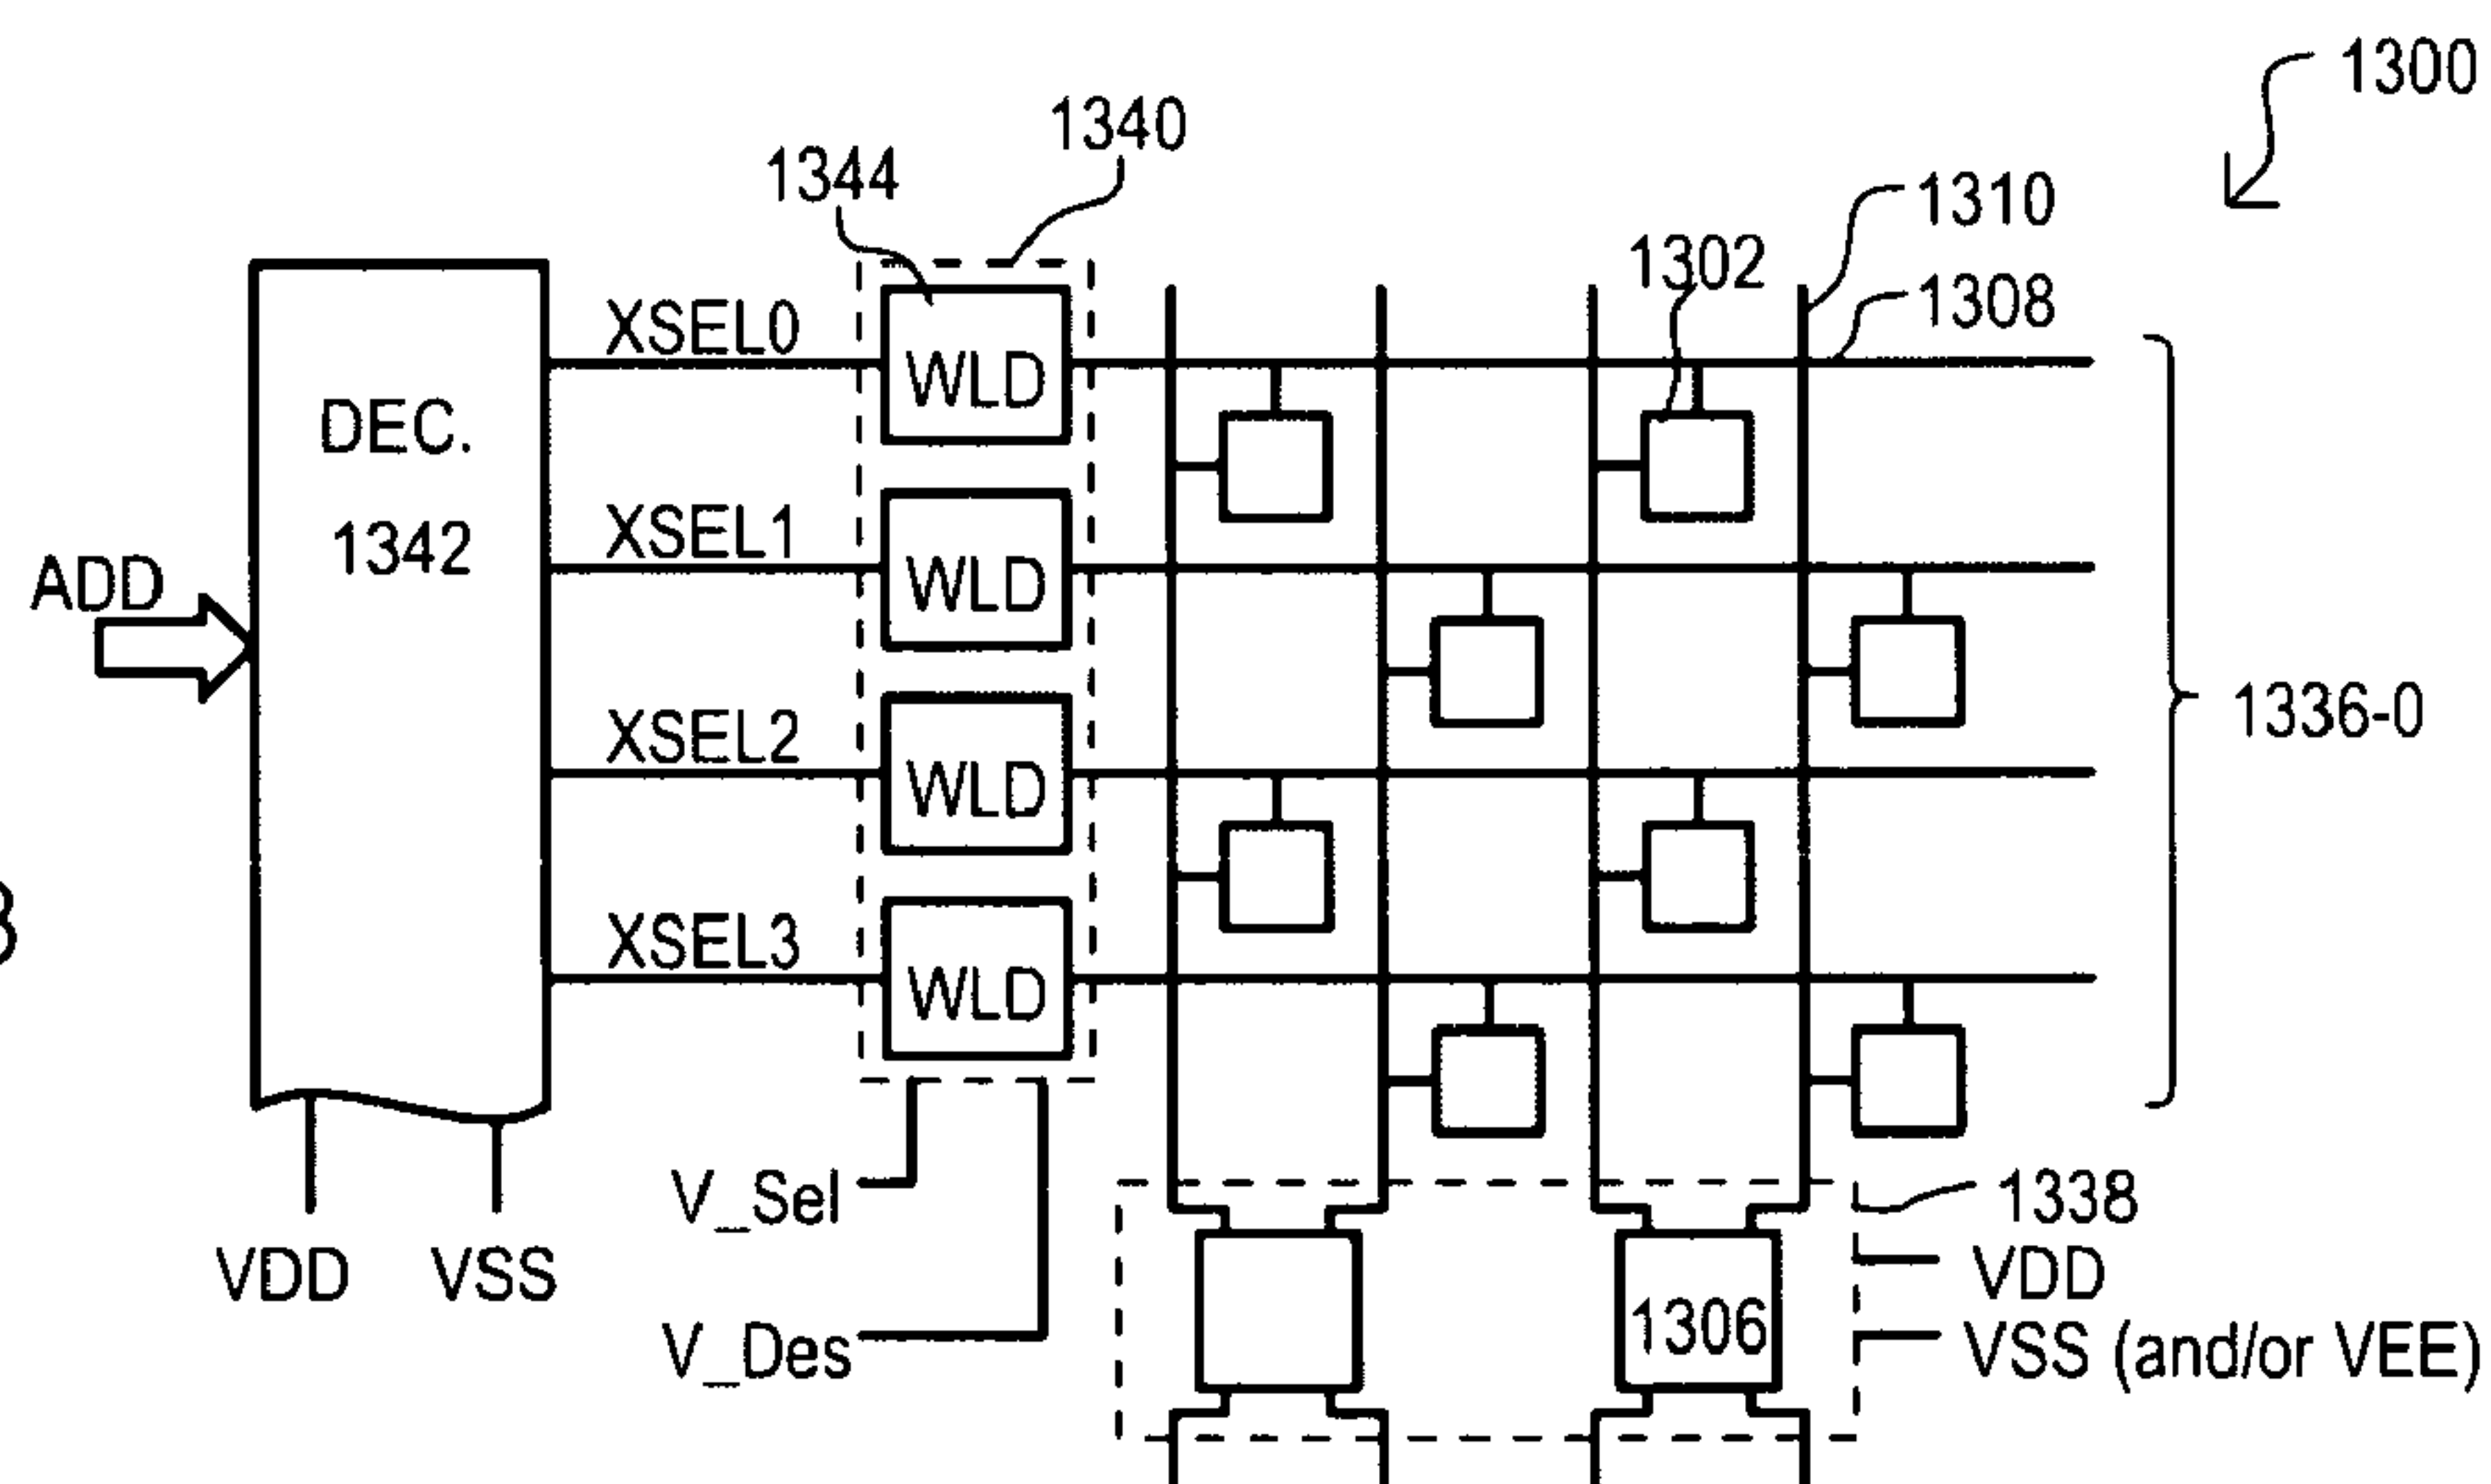 1300
1340
1344
1310
1302
1308
XSEL0
WLD
DEC.
1342
XSEL1
WLD
ADD
XSEL2
WLD
1336-0
XSEL3
WLD
V_Sel
1338
VDD
VSS
VDD
1306
V_Des
VSS (and/or VEE)